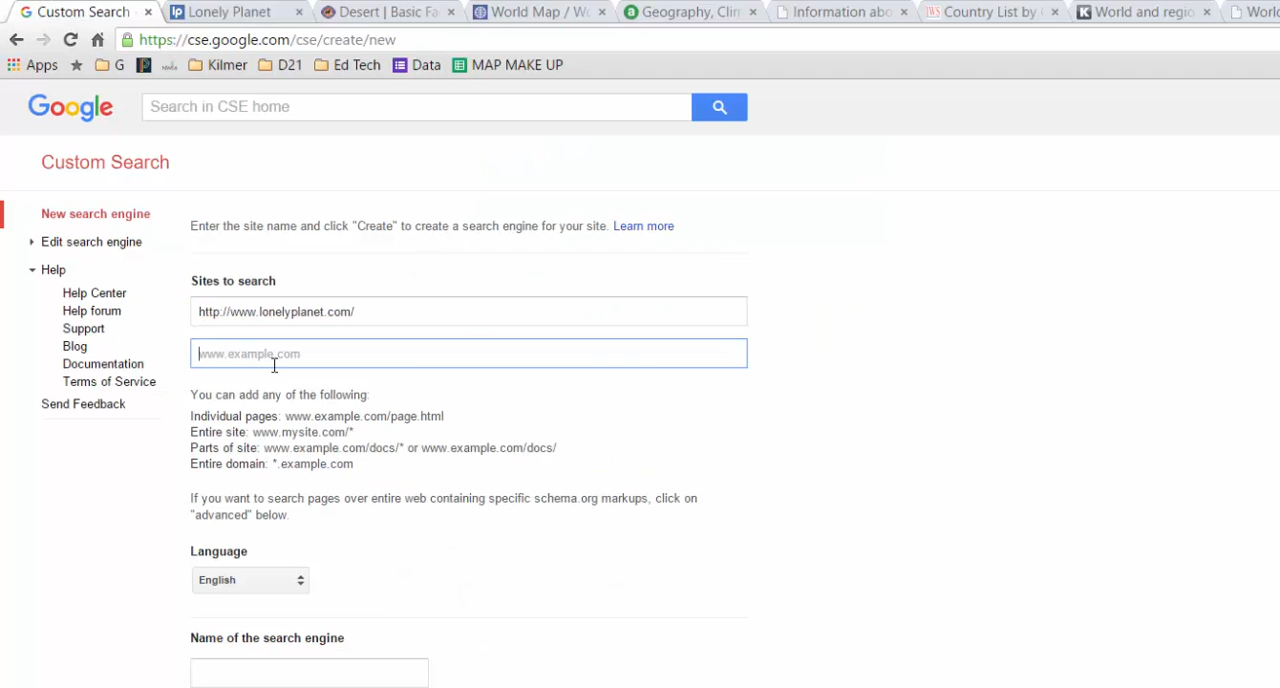 Custom Search Lonely Planet Desert | Basic Fa World Map / Wo Geography, Clim Information abo Country List by World and regio World
https://cse.google.com/cse/create/new
Apps G Kilmer D21 Ed Tech Data MAP MAKE UP
Google Search in CSE home
Custom Search
New search engine
Edit search engine
Help
Help Center
Help forum
Support
Blog
Documentation
Terms of Service
Send Feedback
Enter the site name and click "Create" to create a search engine for your site. Learn more
Sites to search
http://www.lonelyplanet.com/
www.example.com
You can add any of the following:
Individual pages: www.example.com/page.html
Entire site: www.mysite.com/*
Parts of site: www.example.com/docs/* or www.example.com/docs/
Entire domain: *.example.com
If you want to search pages over entire web containing specific schema.org markups, click on
"advanced" below.
Language
English
Name of the search engine